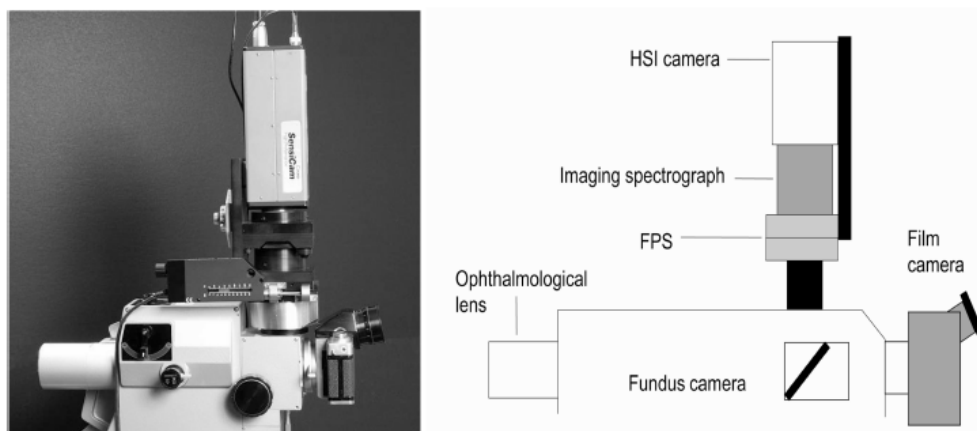 SensiCam
HSI camera
Imaging spectrograph
FPS
Film
camera
Ophthalmological
lens
Fundus camera